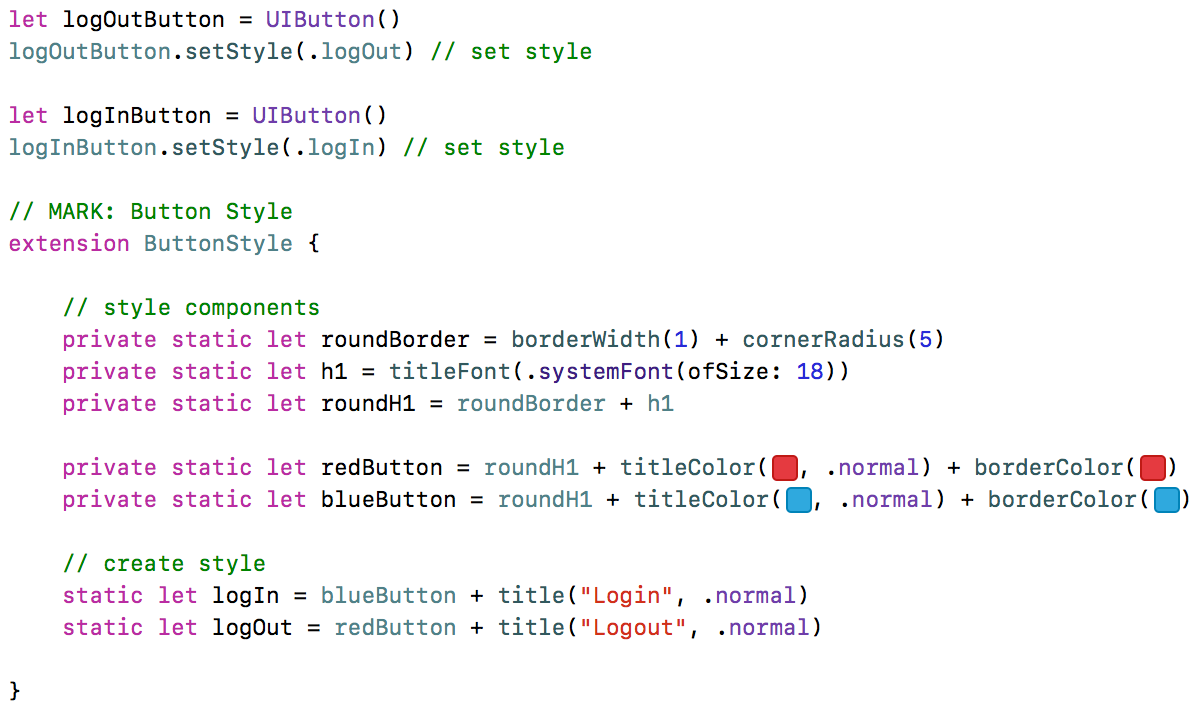 let logOutButton = UIButton()
logOutButton.setStyle(.logOut) // set style

let logInButton = UIButton()
logInButton.setStyle(.logIn) // set style

// MARK: Button Style
extension ButtonStyle {

    // style components
    private static let roundBorder = borderWidth(1) + cornerRadius(5)
    private static let h1 = titleFont(.systemFont(ofSize: 18))
    private static let roundH1 = roundBorder + h1

    private static let redButton = roundH1 + titleColor( , .normal) + borderColor( )
    private static let blueButton = roundH1 + titleColor( , .normal) + borderColor( )

    // create style
    static let logIn = blueButton + title("Login", .normal)
    static let logOut = redButton + title("Logout", .normal)

}